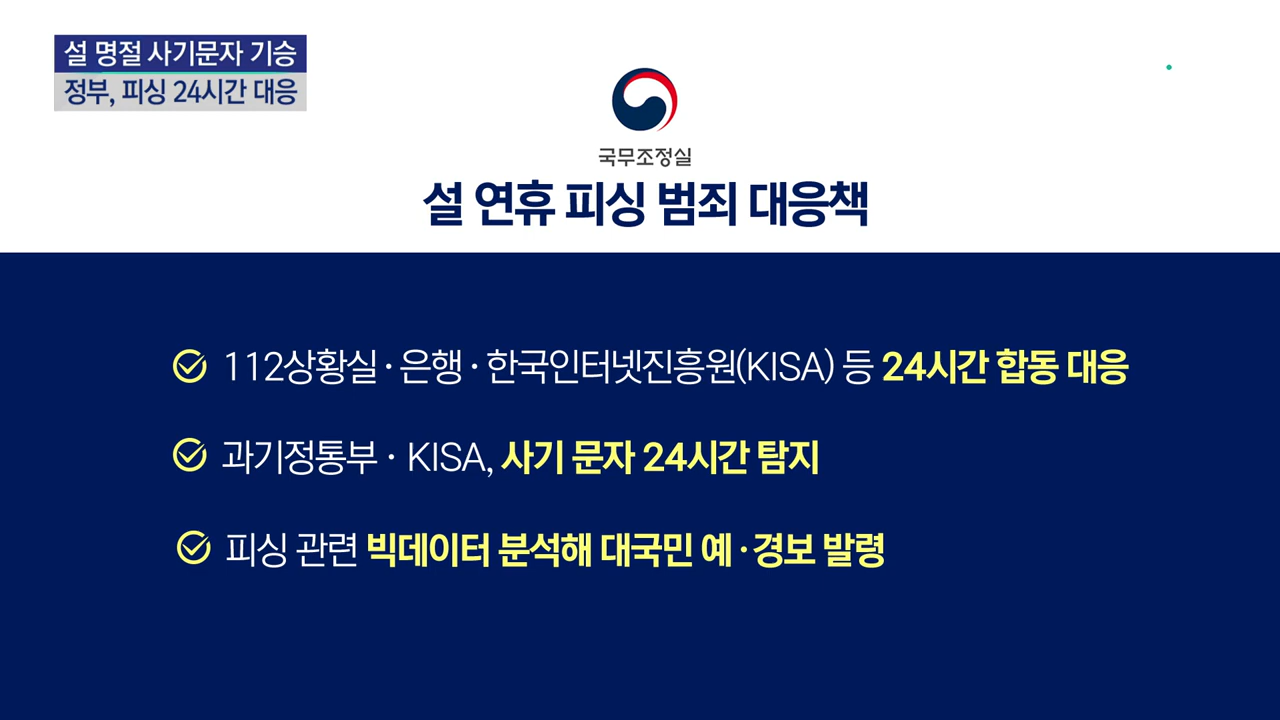 설 명절 사기문자 기승
정부, 피싱 24시간 대응
국무조정실
설 연휴 피싱 범죄 대응책
112상황실·은행·한국인터넷진흥원(KISA) 등 24시간 합동 대응
과기정통부· KISA, 사기 문자 24시간 탐지
피싱 관련 빅데이터 분석해 대국민 예·경보 발령